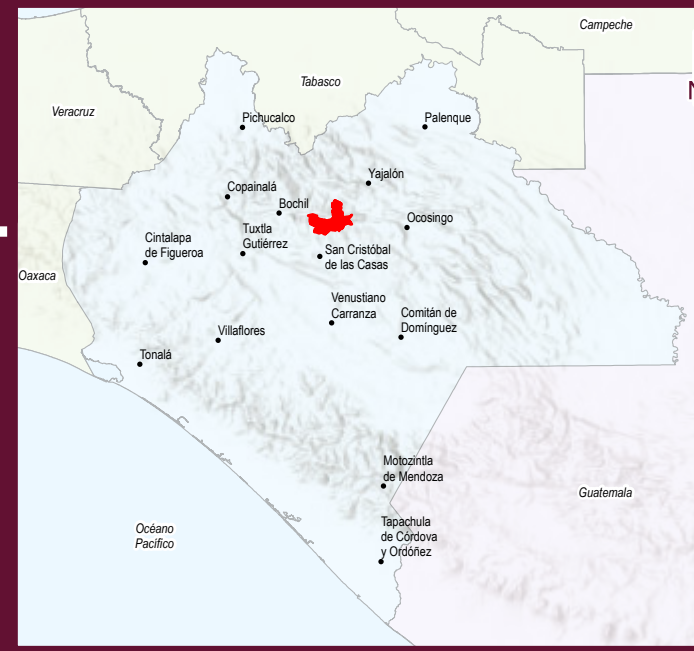 Campeche
Tabasco
N
Veracruz
Pichucalco
Palenque
Yajalón
Copainalá
Bochil
Ocosingo
Tuxtla
Gutiérrez
Cintalapa
de Figueroa
San Cristóbal
de las Casas
Oaxaca
Venustiano
Carranza
Comitán de
Domínguez
Villaflores
Tonalá
Motozintla
de Mendoza
Guatemala
Océano
Pacífico
Tapachula
de Córdova
y Ordóñez